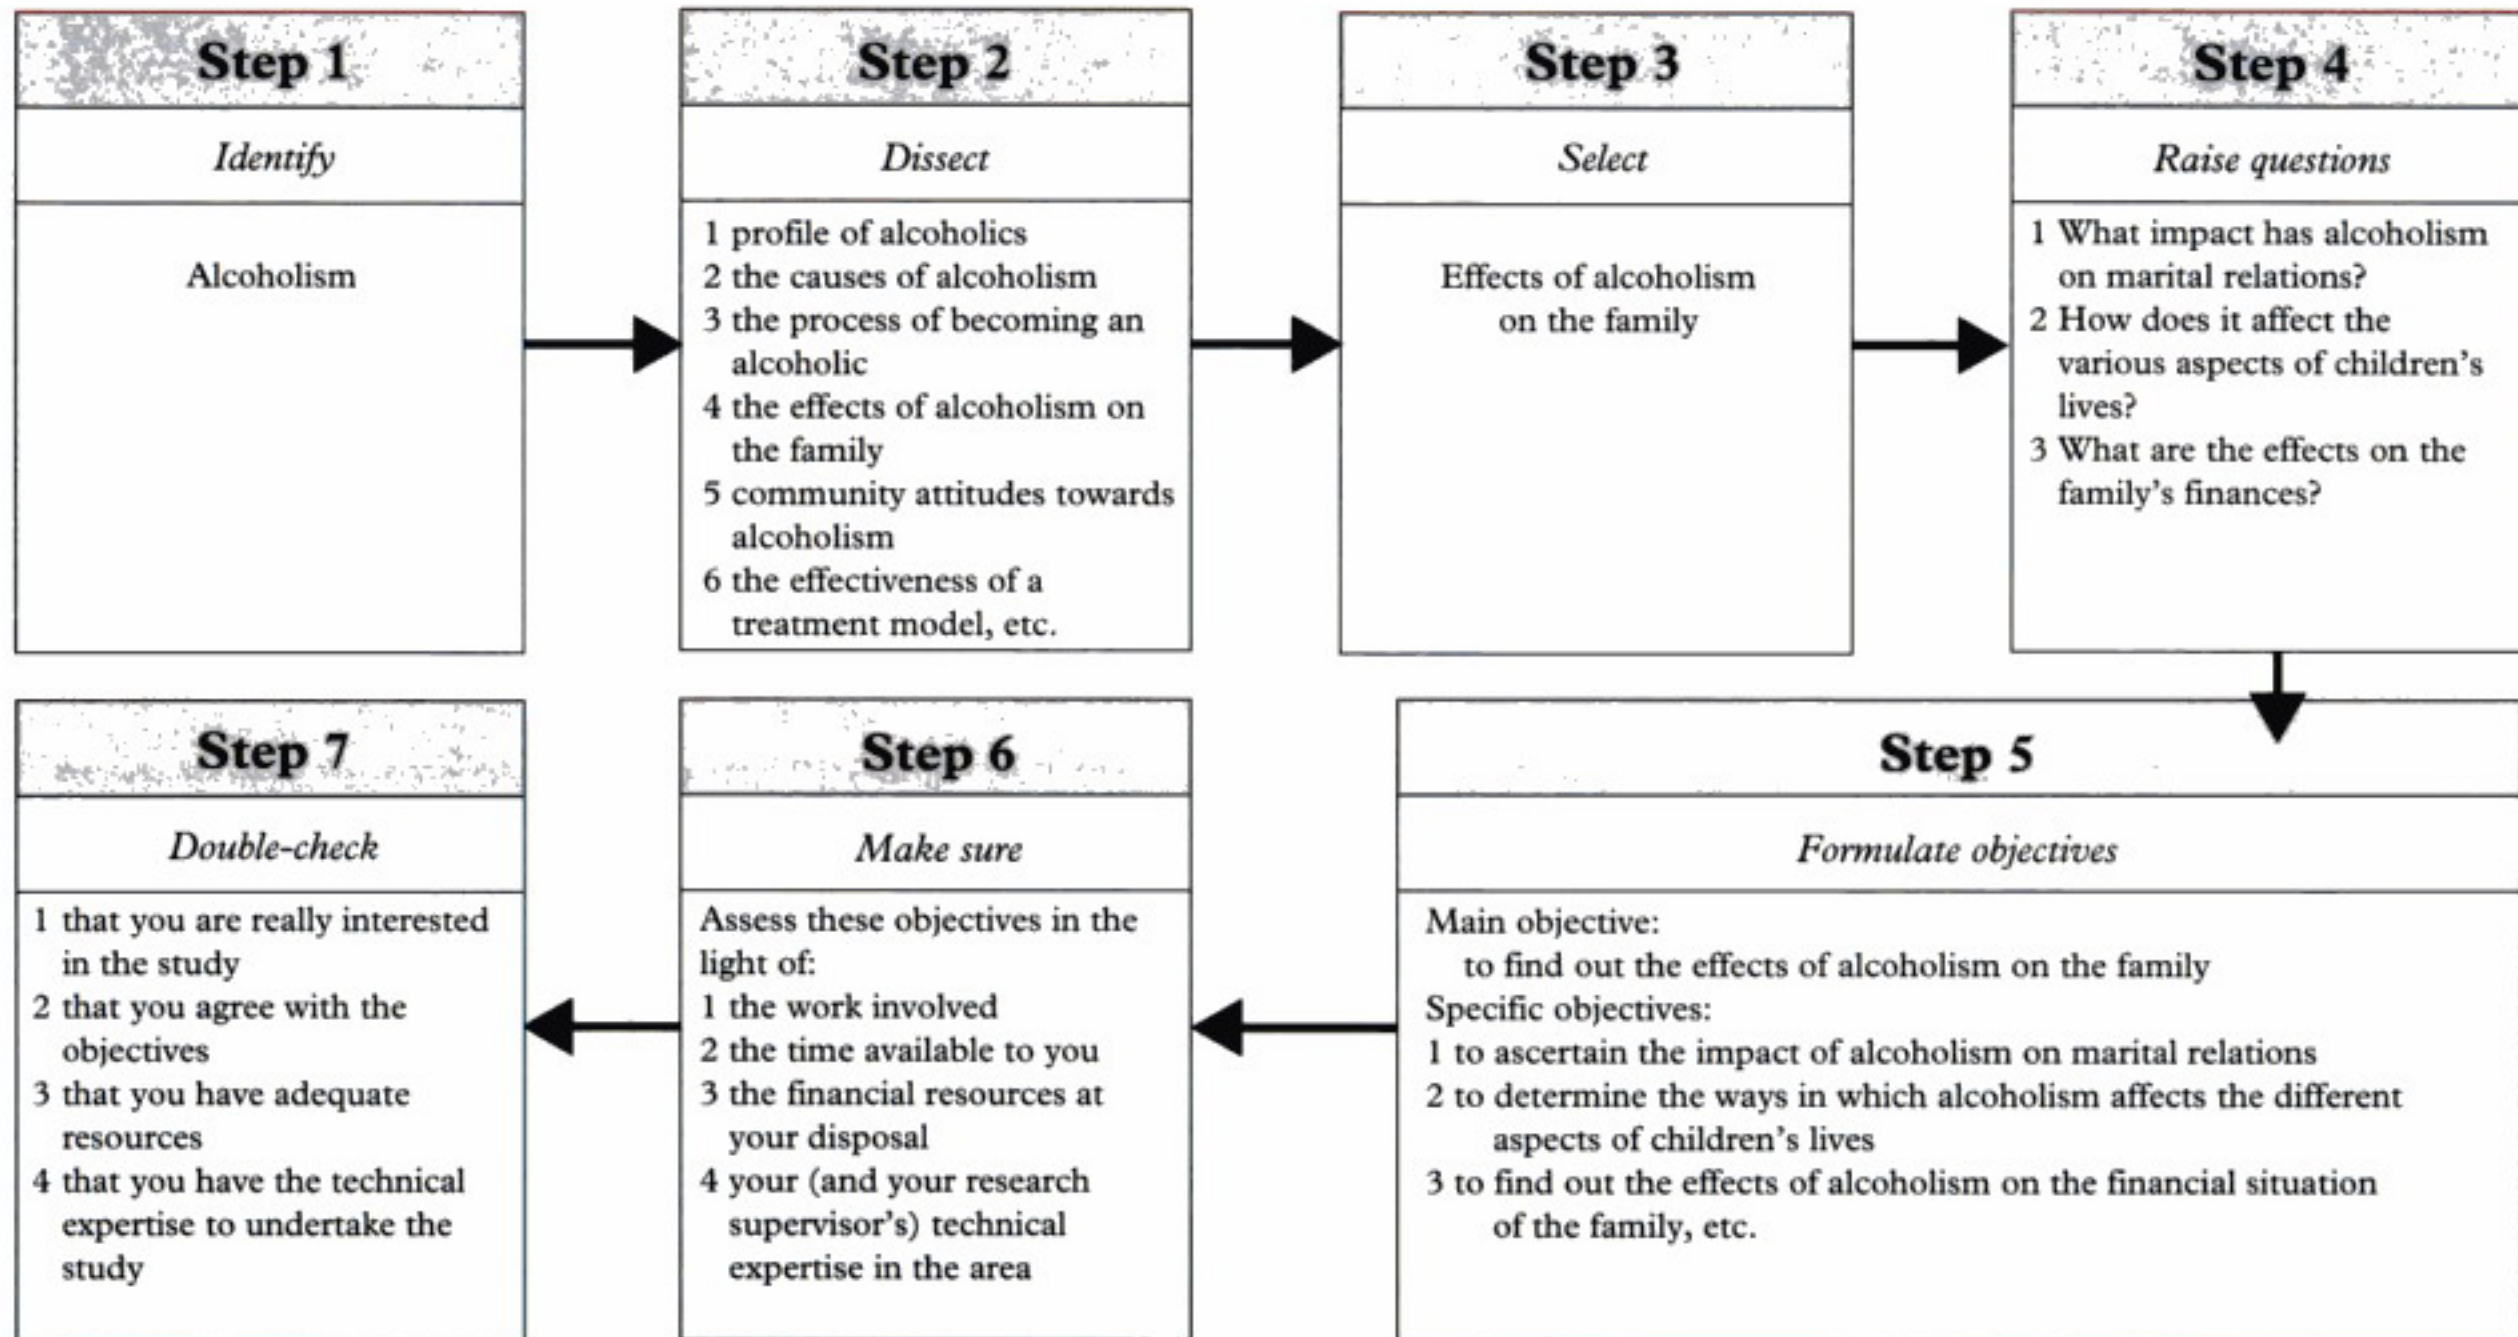 Step 1
Identify
Alcoholism
Step 2
Dissect
1 profile of alcoholics
2 the causes of alcoholism
3 the process of becoming an
alcoholic
4 the effects of alcoholism on
the family
5 community attitudes towards
alcoholism
6 the effectiveness of a
treatment model, etc.
Step 3
Select
Effects of alcoholism
on the family
Step 4
Raise questions
1 What impact has alcoholism
on marital relations?
2 How does it affect the
various aspects of children's
lives?
3 What are the effects on the
family's finances?
Step 5
Formulate objectives
Main objective:
to find out the effects of alcoholism on the family
Specific objectives:
1 to ascertain the impact of alcoholism on marital relations
2 to determine the ways in which alcoholism affects the different
aspects of children's lives
3 to find out the effects of alcoholism on the financial situation
of the family, etc.
Step 6
Make sure
Assess these objectives in the
light of:
1 the work involved
2 the time available to you
3 the financial resources at
your disposal
4 your (and your research
supervisor's) technical
expertise in the area
Step 7
Double-check
1 that you are really interested
in the study
2 that you agree with the
objectives
3 that you have adequate
resources
4 that you have the technical
expertise to undertake the
study